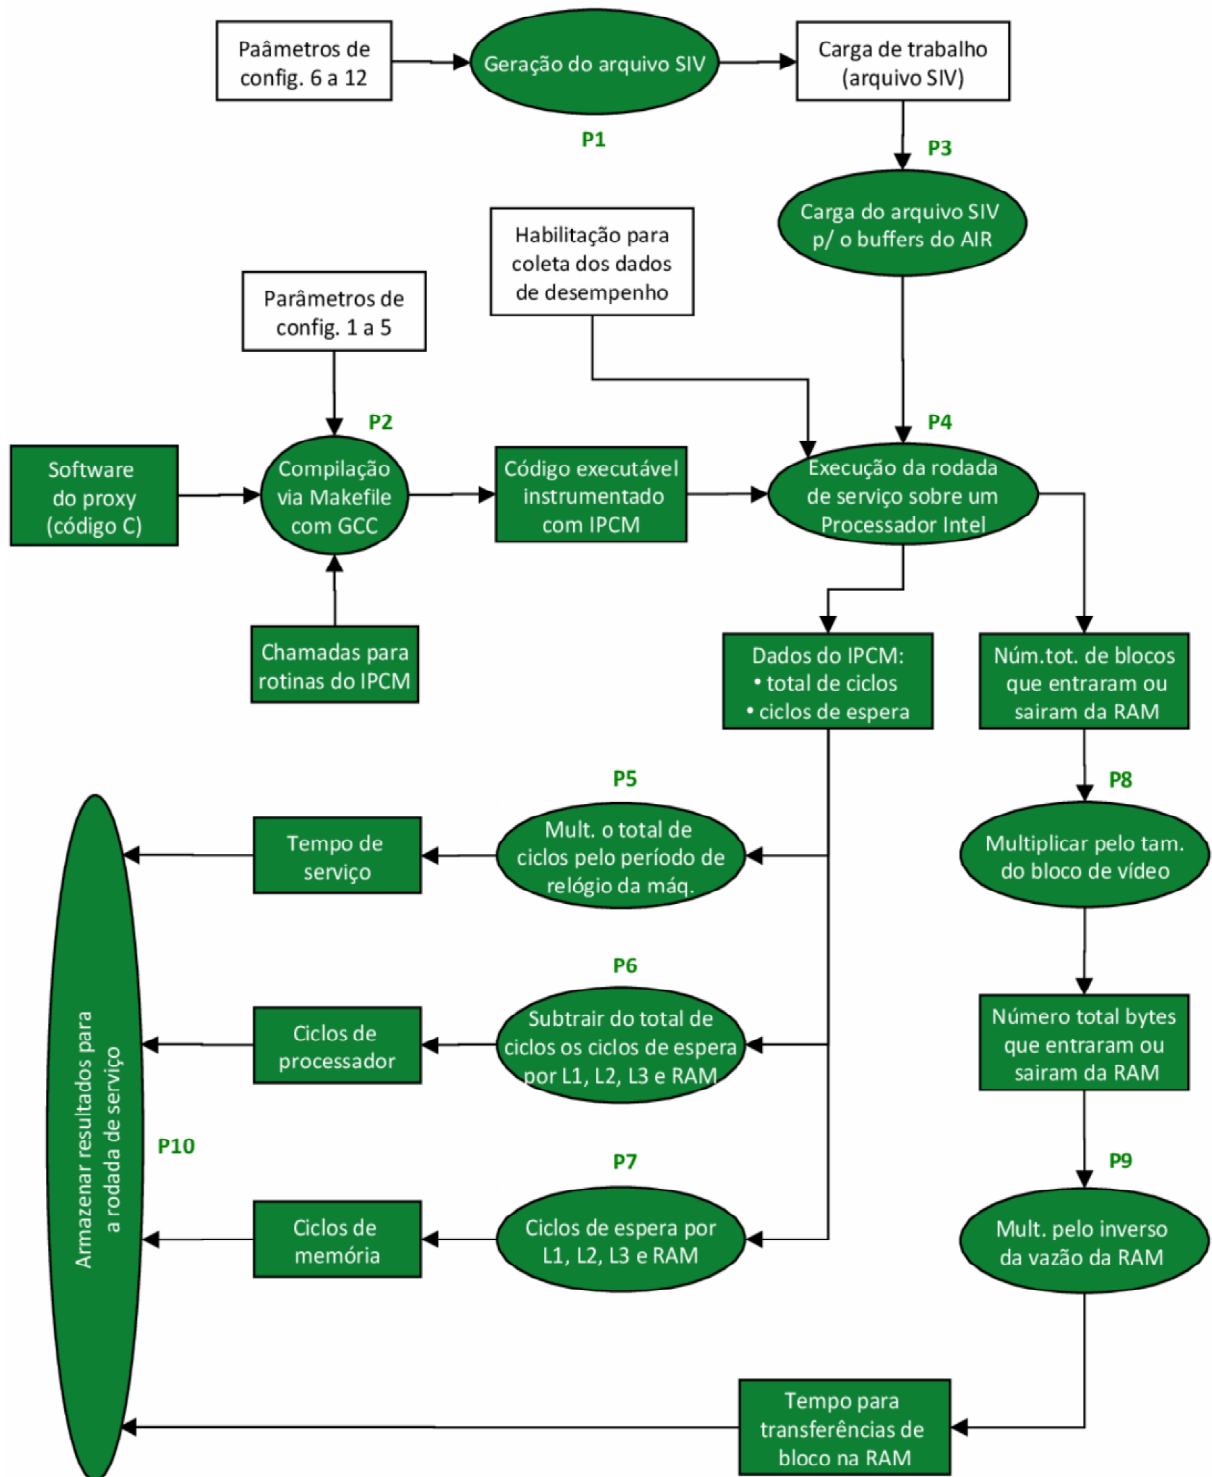 Paâmetros de
config. 6 a 12
Geração do arquivo SIV
P1
Carga de trabalho
(arquivo SIV)
P3
Carga do arquivo SIV
p/ o buffers do AIR
Habilitação para
coleta dos dados
de desempenho
Parâmetros de
config. 1 a 5
P2
Software
do proxy
(código C)
Compilação
via Makefile
com GCC
Código executável
instrumentado
com IPCM
P4
Execução da rodada
de serviço sobre um
Processador Intel
Chamadas para
rotinas do IPCM
Dados do IPCM:
• total de ciclos
• ciclos de espera
Núm.tot. de blocos
que entraram ou
sairam da RAM
P5
Mult. o total de
ciclos pelo período de
relógio da máq.
Tempo de
serviço
P8
Multiplicar pelo tam.
do bloco de vídeo
P6
Subtrair do total de
ciclos os ciclos de espera
por L1, L2, L3 e RAM
Ciclos de
processador
Número total bytes
que entraram ou
sairam da RAM
Armazenar resultados para
a rodada de serviço
P10
P7
Ciclos de espera por
L1, L2, L3 e RAM
Ciclos de
memória
P9
Mult. pelo inverso
da vazão da RAM
Tempo para
transferências de
bloco na RAM